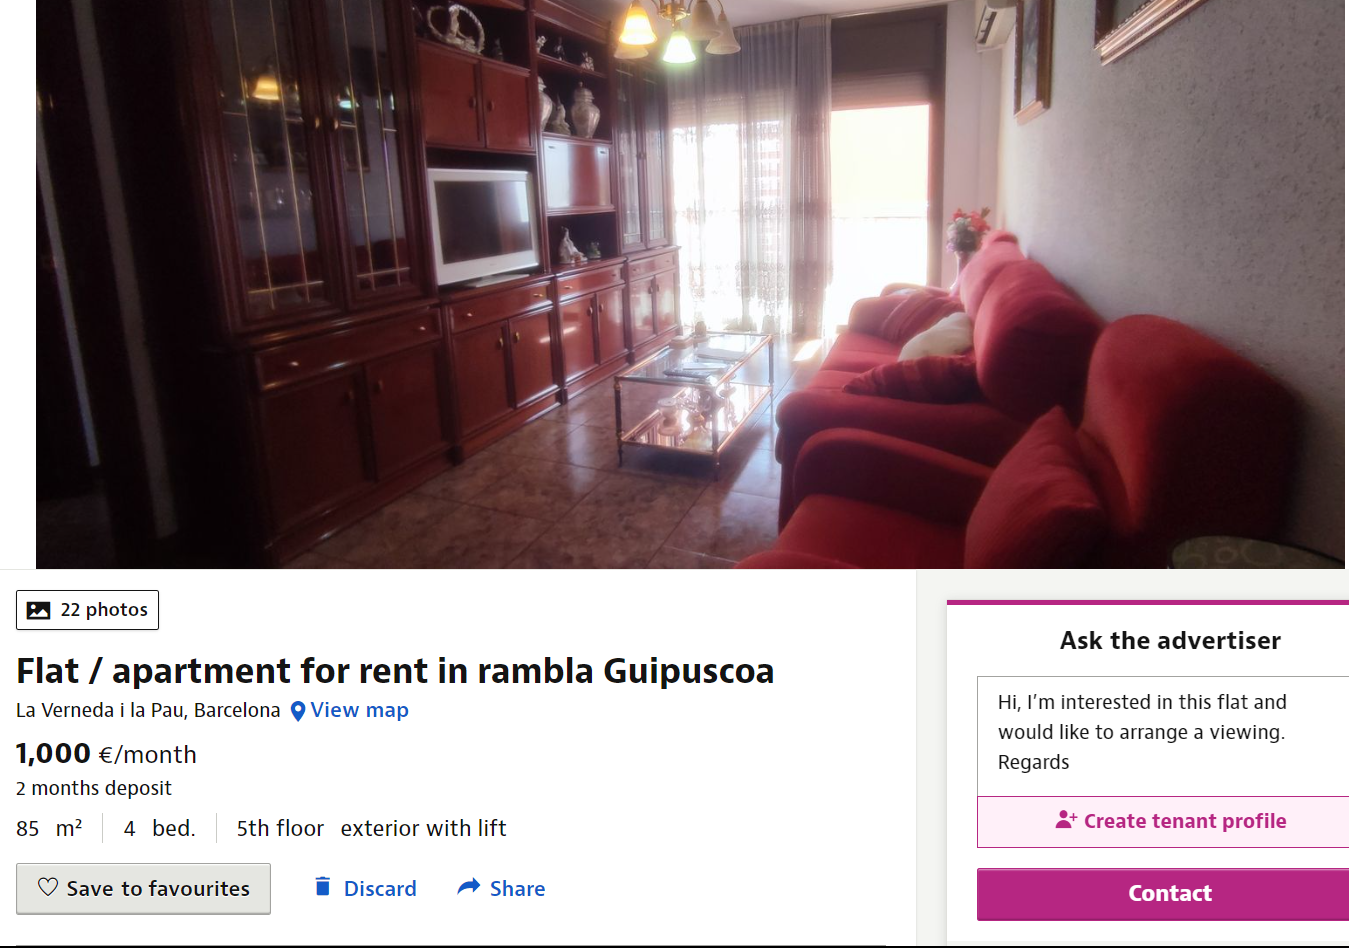 22 photos
Flat / apartment for rent in rambla Guipuscoa
La Verneda i la Pau, Barcelona View map
1,000 €/month
2 months deposit
85 m² 4 bed. 5th floor exterior with lift
Save to favourites Discard Share
Ask the advertiser
Hi, I’m interested in this flat and
would like to arrange a viewing.
Regards
Create tenant profile
Contact